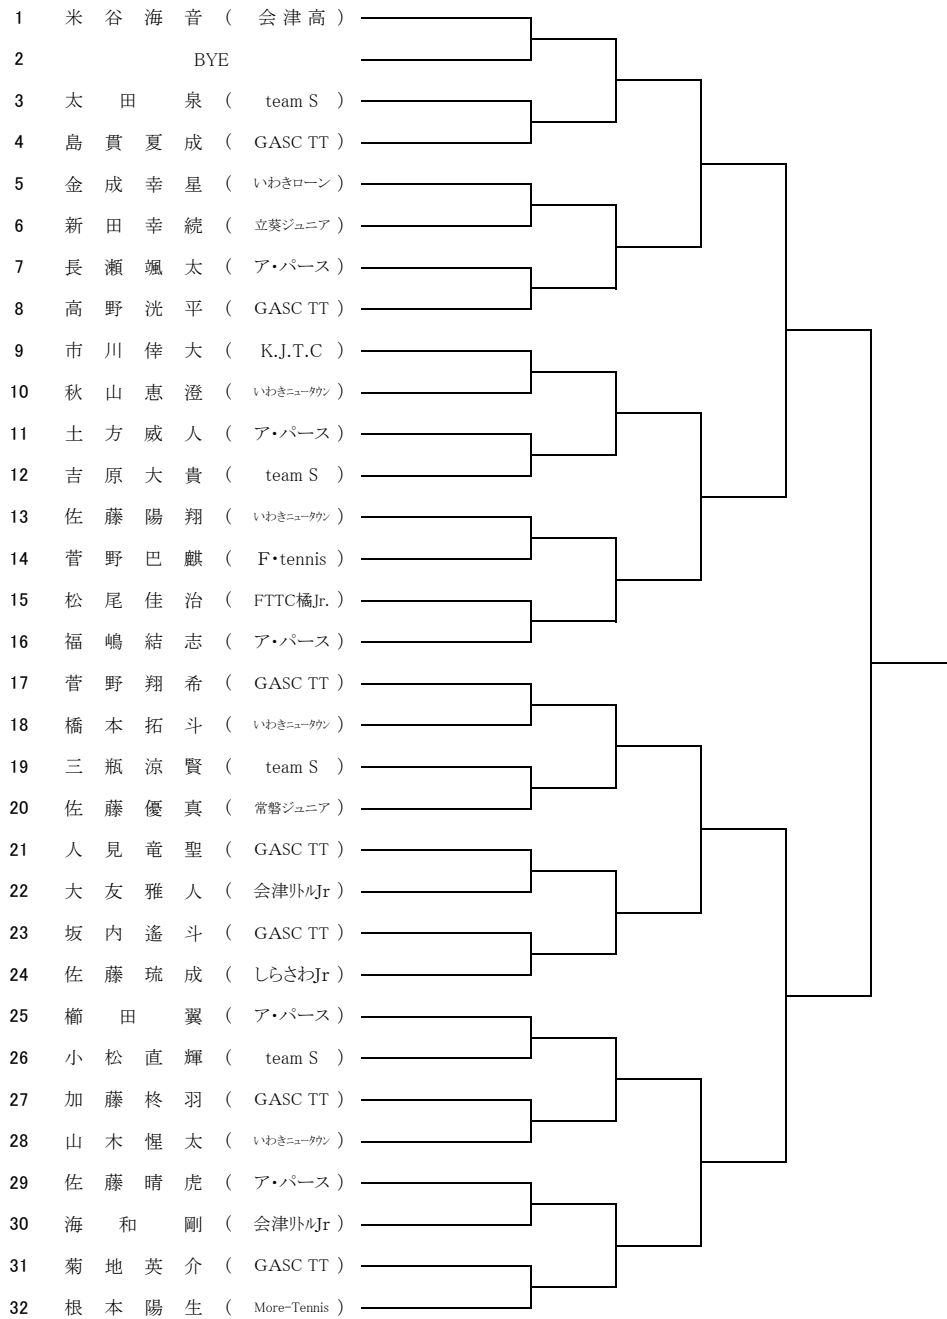 1 米谷海音 ( 会津高 )
2 BYE
3 太田 泉 ( team S )
4 島貫夏成 ( GASC TT )
5 金成幸星 ( いわきローン )
6 新田幸続 ( 立葵ジュニア )
7 長瀬颯太 ( ア・パース )
8 高野洸平 ( GASC TT )
9 市川倖大 ( K.J.T.C )
10 秋山恵澄 ( いわきニュータウン )
11 土方威人 ( ア・パース )
12 吉原大貴 ( team S )
13 佐藤陽翔 ( いわきニュータウン )
14 菅野巴麒 ( F・tennis )
15 松尾佳治 ( FTTC橘Jr. )
16 福嶋結志 ( ア・パース )
17 菅野翔希 ( GASC TT )
18 橋本拓斗 ( いわきニュータウン )
19 三瓶涼賢 ( team S )
20 佐藤優真 ( 常磐ジュニア )
21 人見竜聖 ( GASC TT )
22 大友雅人 ( 会津リトルJr )
23 坂内遙斗 ( GASC TT )
24 佐藤琉成 ( しらさわJr )
25 櫛田 翼 ( ア・パース )
26 小松直輝 ( team S )
27 加藤柊羽 ( GASC TT )
28 山木惺太 ( いわきニュータウン )
29 佐藤晴虎 ( ア・パース )
30 海和 剛 ( 会津リトルJr )
31 菊地英介 ( GASC TT )
32 根本陽生 ( More-Tennis )